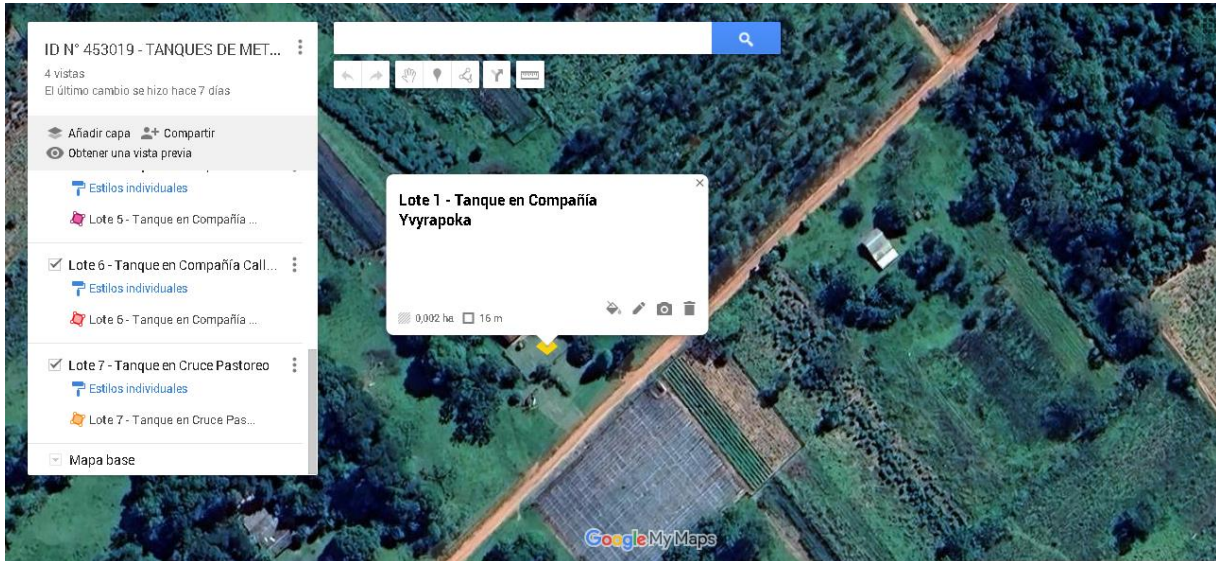 ID N° 453019 - TANQUES DE MET...
4 vistas
El último cambio se hizo hace 7 días
Añadir capa Compartir
Obtener una vista previa
Estilos individuales
Lote 5 - Tanque en Compañía ...
Lote 6 - Tanque en Compañía Call...
Estilos individuales
Lote 6 - Tanque en Compañía ...
Lote 7 - Tanque en Cruce Pastoreo
Estilos individuales
Lote 7 - Tanque en Cruce Pas...
Mapa base
Lote 1 - Tanque en Compañía
Yvyrapoka
0,002 ha 16 m
Google My Maps